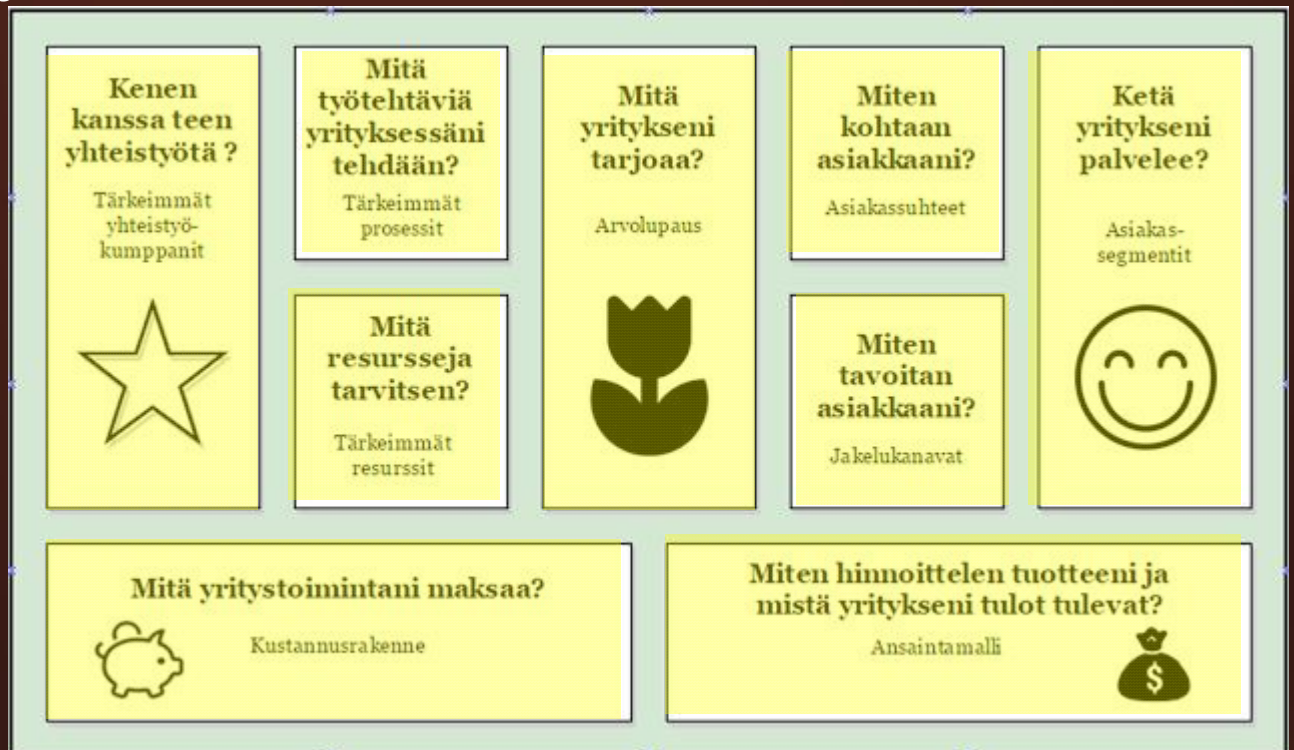 Kenen
kanssa teen
yhteistyötä ?
Tärkeimmät
yhteistyö-
kumppanit
Mitä
työtehtäviä
yrityksessäni
tehdään?
Tärkeimmät
prosessit
Mitä
resursseja
tarvitsen?
Tärkeimmät
resurssit
Mitä
yritykseni
tarjoaa?
Arvolupaus
Miten
kohtaan
asiakkaani?
Asiakassuhteet
Miten
tavoitan
asiakkaani?
Jakelukanavat
Ketä
yritykseni
palvelee?
Asiakas-
segmentit
Mitä yritystoimintani maksaa?
Kustannusrakenne
Miten hinnoittelen tuotteeni ja
mistä yritykseni tulot tulevat?
Ansaintamalli
$